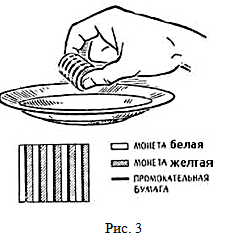 МОНЕТА белая
МОНЕТА желтая
ПРОМОКАТЕЛЬНАЯ
БУМАГА
Рис. 3